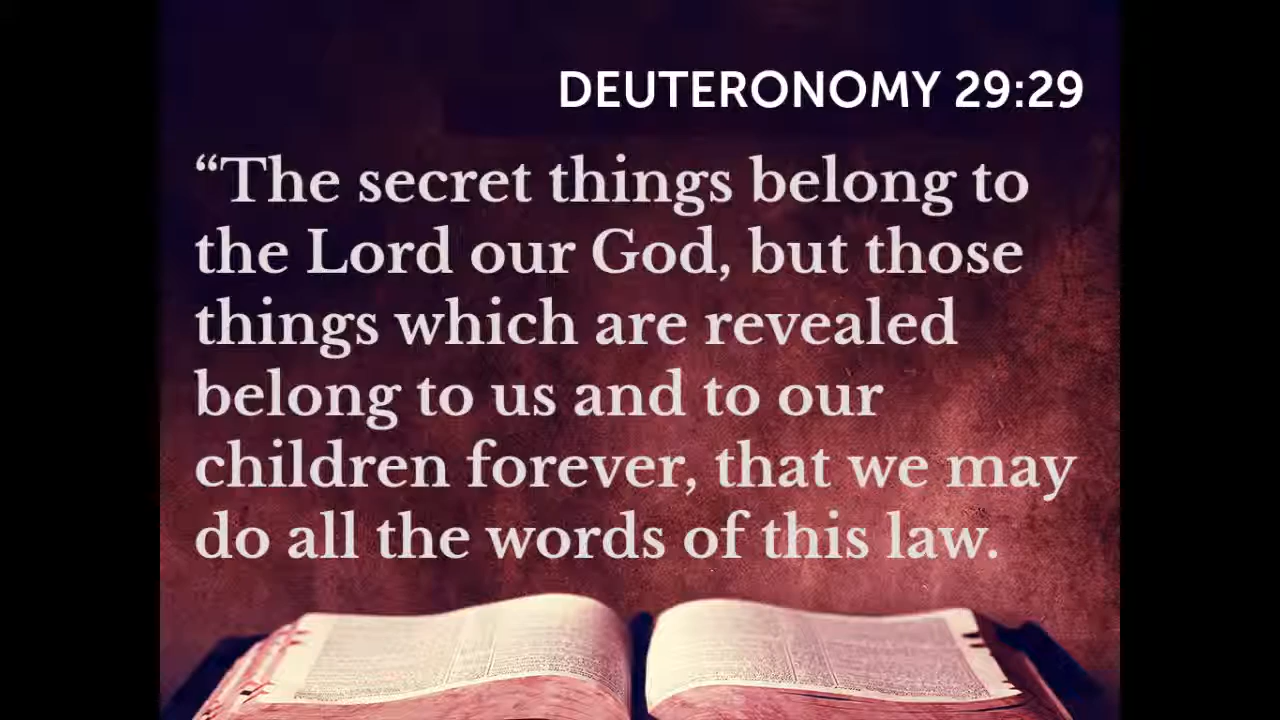 DEUTERONOMY 29:29
“The secret things belong to
the Lord our God, but those
things which are revealed
belong to us and to our
children forever, that we may
do all the words of this law.